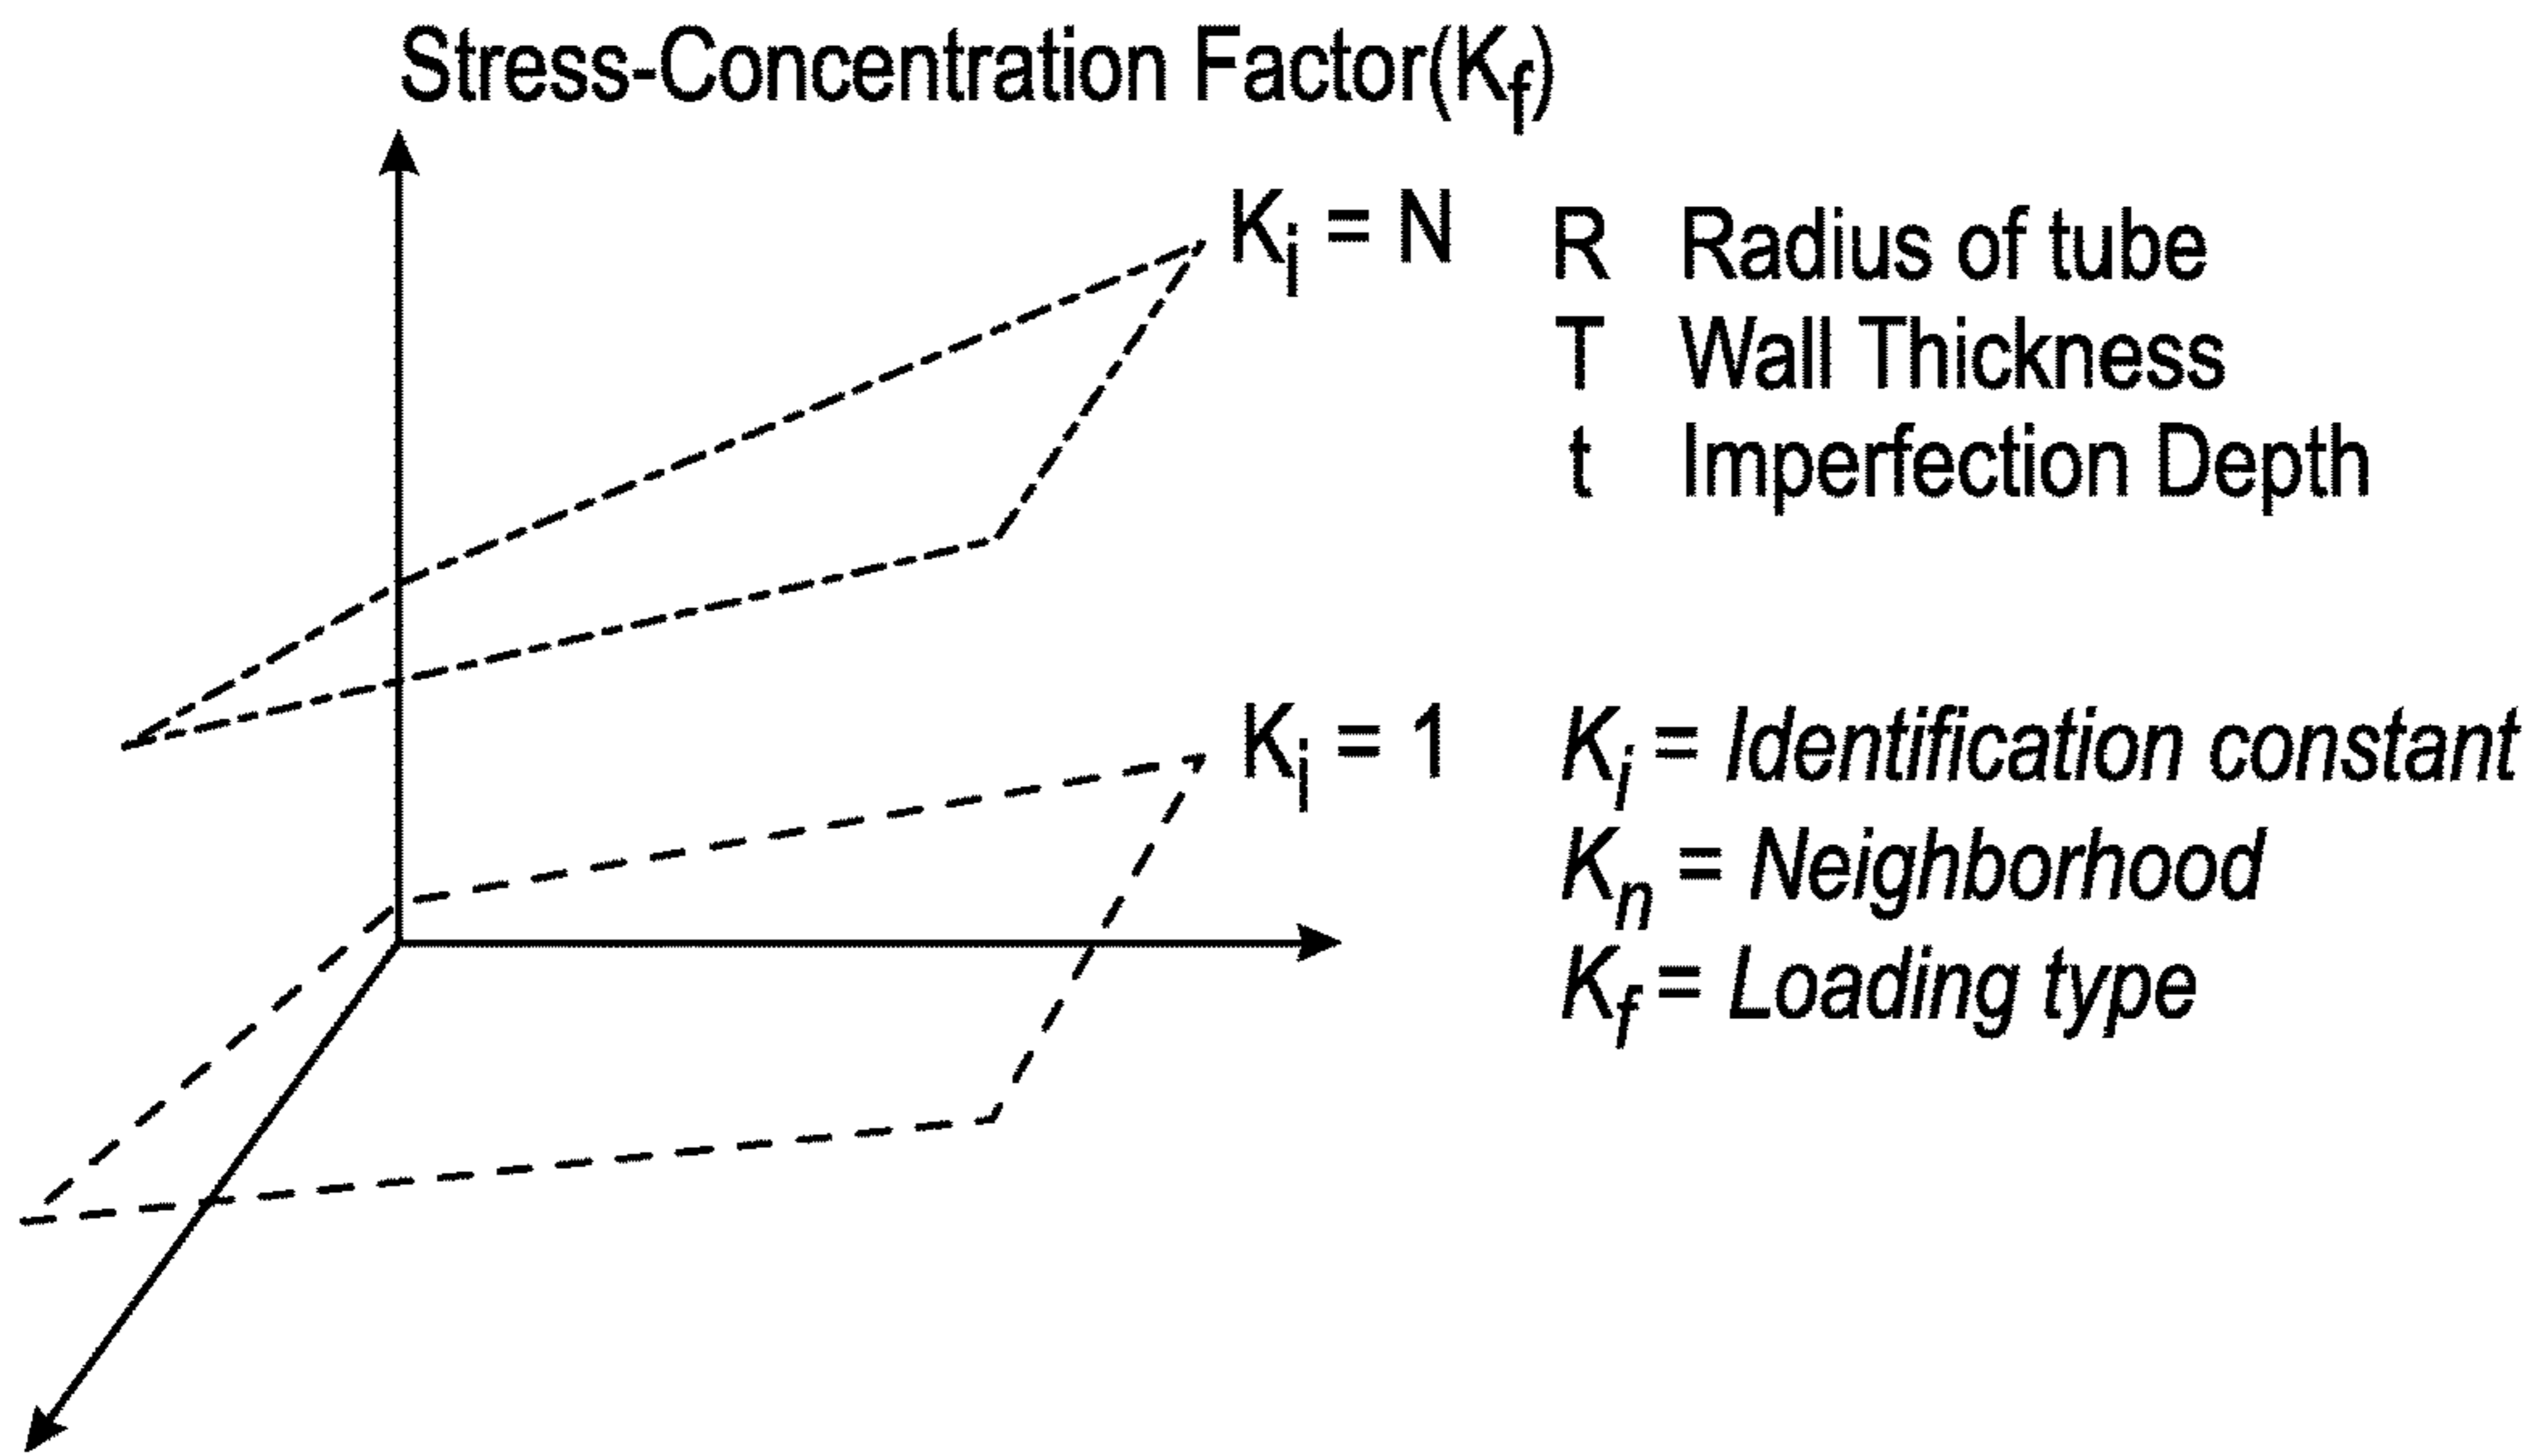 Stress-Concentration Factor(Kf)
Ki = N
R Radius of tube
T Wall Thickness
t Imperfection Depth
Ki = 1
Ki = Identification constant
Kn = Neighborhood
Kf = Loading type